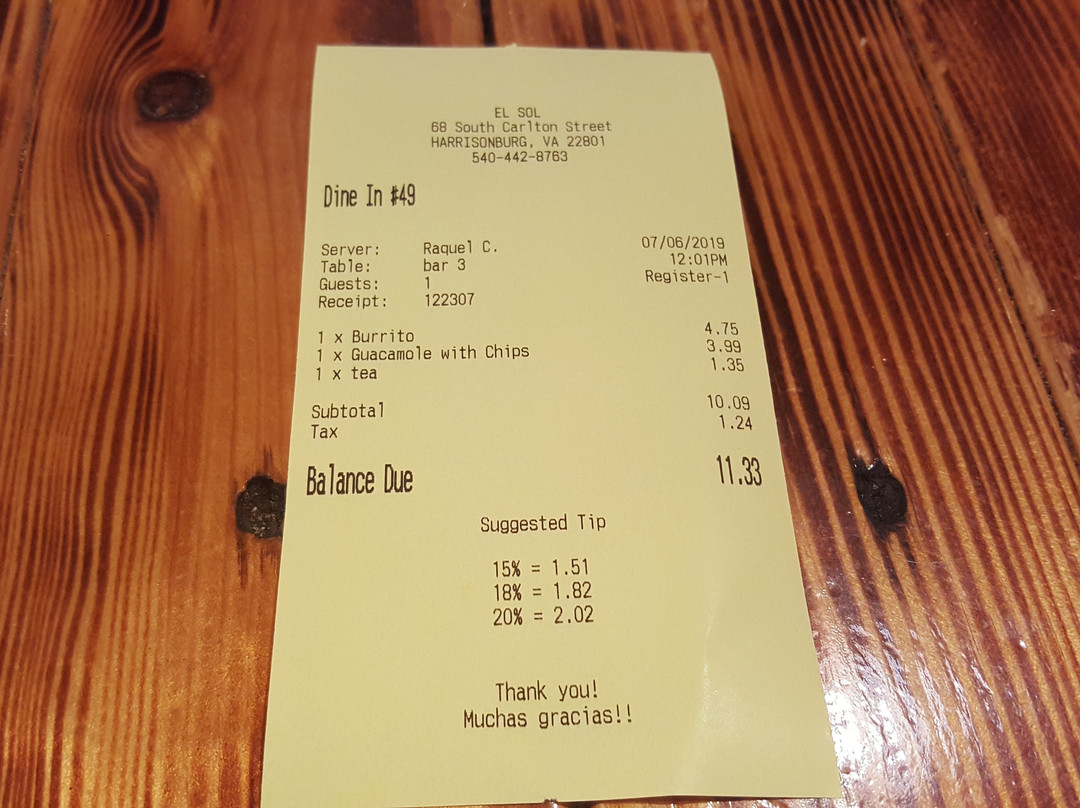 EL SOL
68 South Carlton Street
HARRISONBURG, VA 22801
540-442-8763
Dine In #49
Server: Raquel C. 07/06/2019
Table: bar 3 12:01PM
Guests: 1 Register-1
Receipt: 122307
1 x Burrito 4.75
1 x Guacamole with Chips 3.99
1 x tea 1.35
Subtotal 10.09
Tax 1.24
Balance Due 11.33
Suggested Tip
15% = 1.51
18% = 1.82
20% = 2.02
Thank you!
Muchas gracias!!